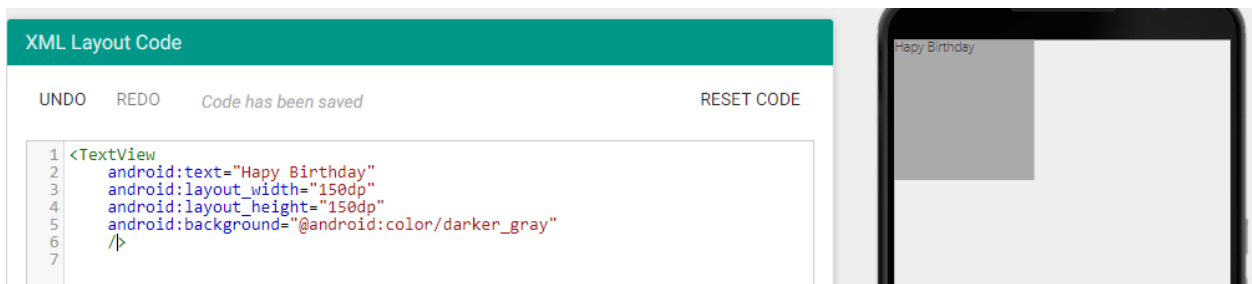 XML Layout Code
UNDO REDO Code has been saved RESET CODE
1 <TextView
2 android:text="Hapy Birthday"
3 android:layout_width="150dp"
4 android:layout_height="150dp"
5 android:background="@android:color/darker_gray"
6 />
7
Hapy Birthday